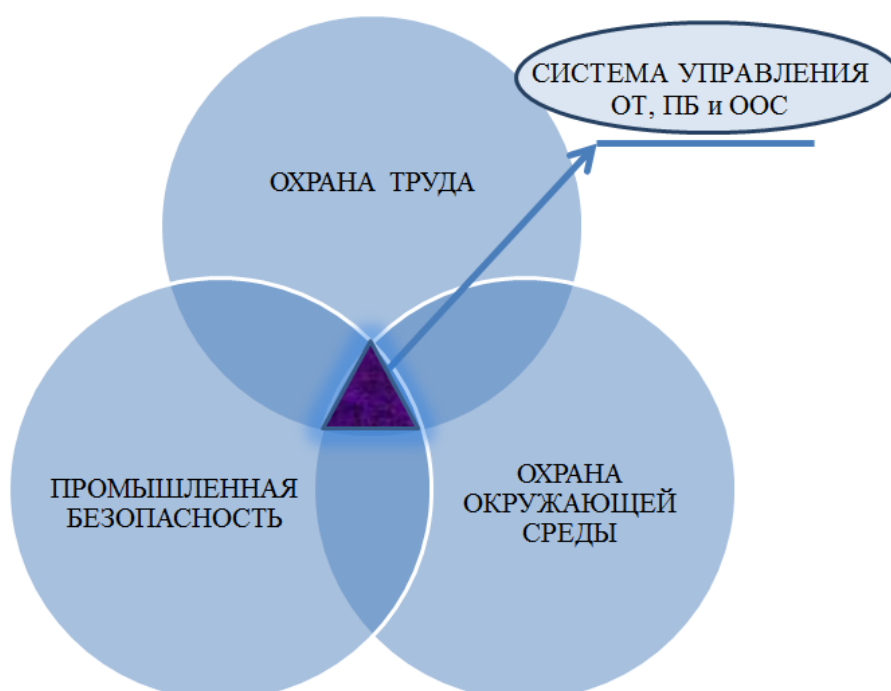 СИСТЕМА УПРАВЛЕНИЯ
ОТ, ПБ и ООС
ОХРАНА ТРУДА
ПРОМЫШЛЕННАЯ
БЕЗОПАСНОСТЬ
ОХРАНА
ОКРУЖАЮЩЕЙ
СРЕДЫ